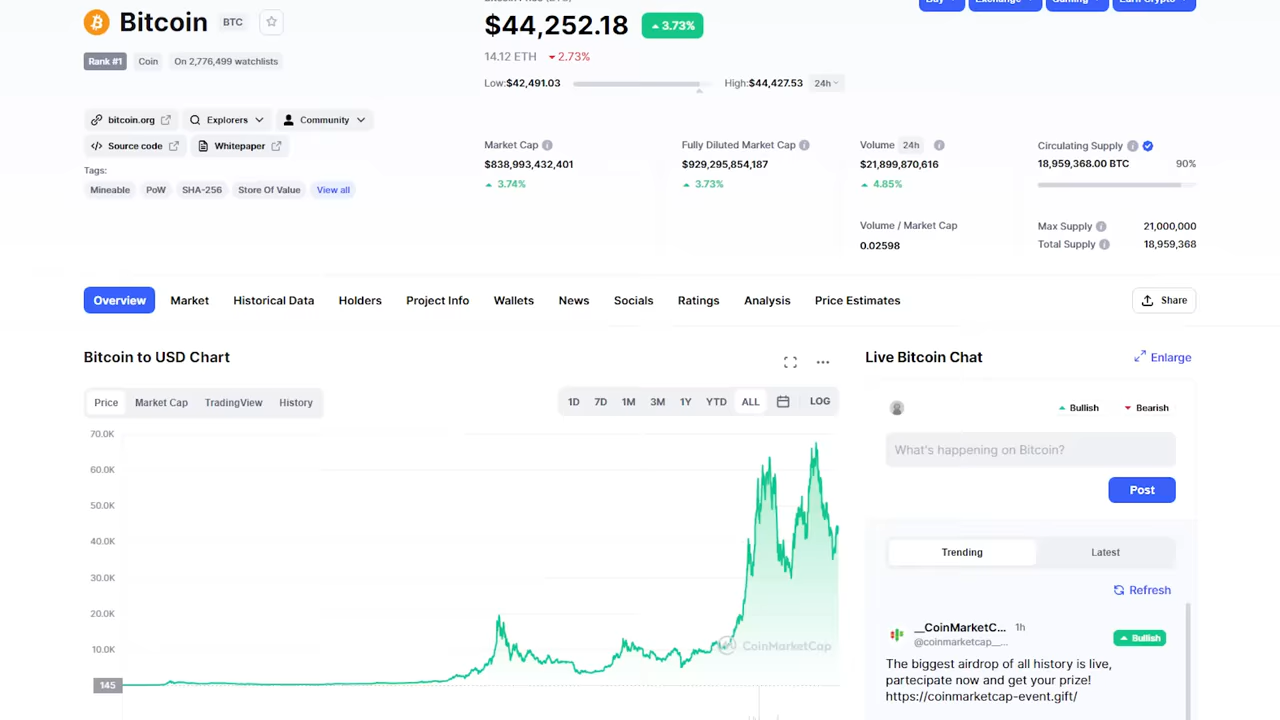 Bitcoin BTC
Rank #1 Coin On 2,776,499 watchlists
bitcoin.org Explorers Community
Source code Whitepaper
Tags:
Mineable PoW SHA-256 Store Of Value View all
$44,252.18 3.73%
14.12 ETH 2.73%
Low:$42,491.03 High:$44,427.53 24h
Market Cap
$838,993,432,401
3.74%
Fully Diluted Market Cap
$929,295,854,187
3.73%
Volume 24h
$21,899,870,616
4.85%
Volume / Market Cap
0.02598
Circulating Supply
18,959,368.00 BTC 90%
Max Supply 21,000,000
Total Supply 18,959,368
Overview Market Historical Data Holders Project Info Wallets News Socials Ratings Analysis Price Estimates Share
Bitcoin to USD Chart
Price Market Cap TradingView History
1D 7D 1M 3M 1Y YTD ALL LOG
70.0K
60.0K
50.0K
40.0K
30.0K
20.0K
10.0K
145
CoinMarketCap
Live Bitcoin Chat Enlarge
Bullish Bearish
What's happening on Bitcoin?
Post
Trending Latest
Refresh
__CoinMarketC... 1h
@coinmarketcap__...
Bullish
The biggest airdrop of all history is live,
partecipate now and get your prize!
https://coinmarketcap-event.gift/